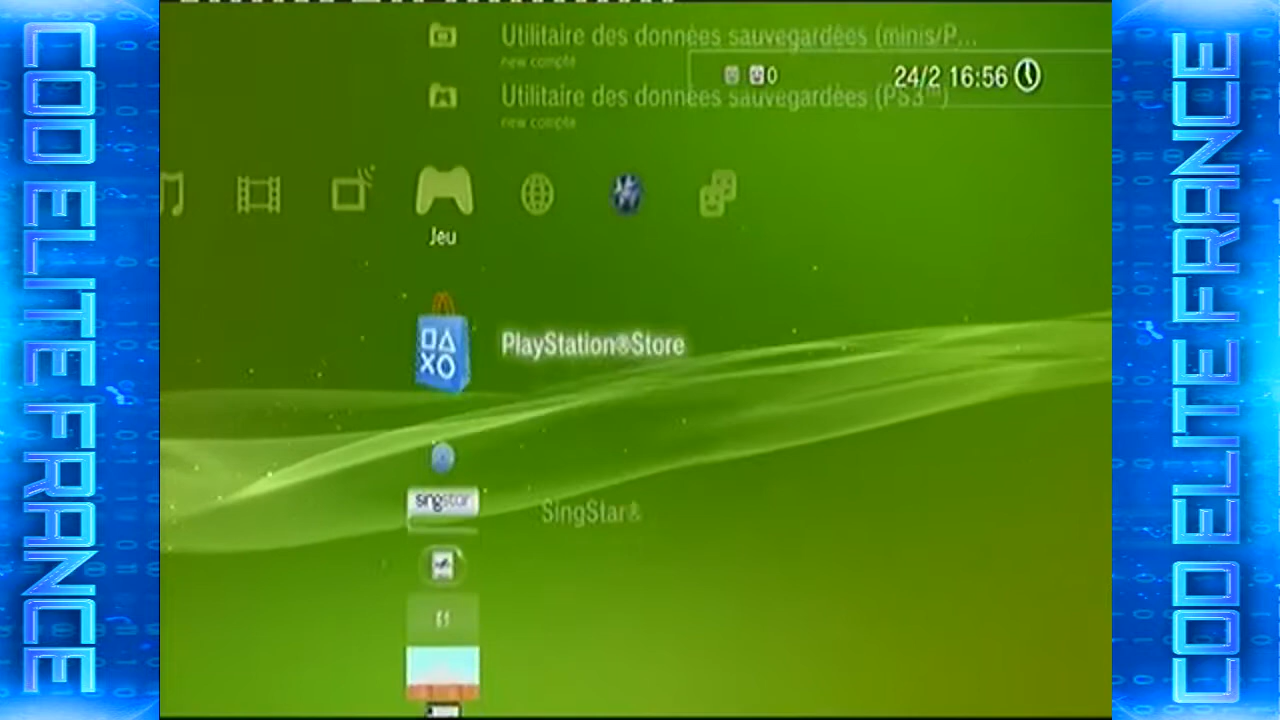 COD ELITE FRANCE
Utilitaire des données sauvegardées (minis/P...
new compte
0 24/2 16:56
Utilitaire des données sauvegardées (PS3™)
new compte
Jeu
PlayStation®Store
singstar
SingStar®
COD ELITE FRANCE